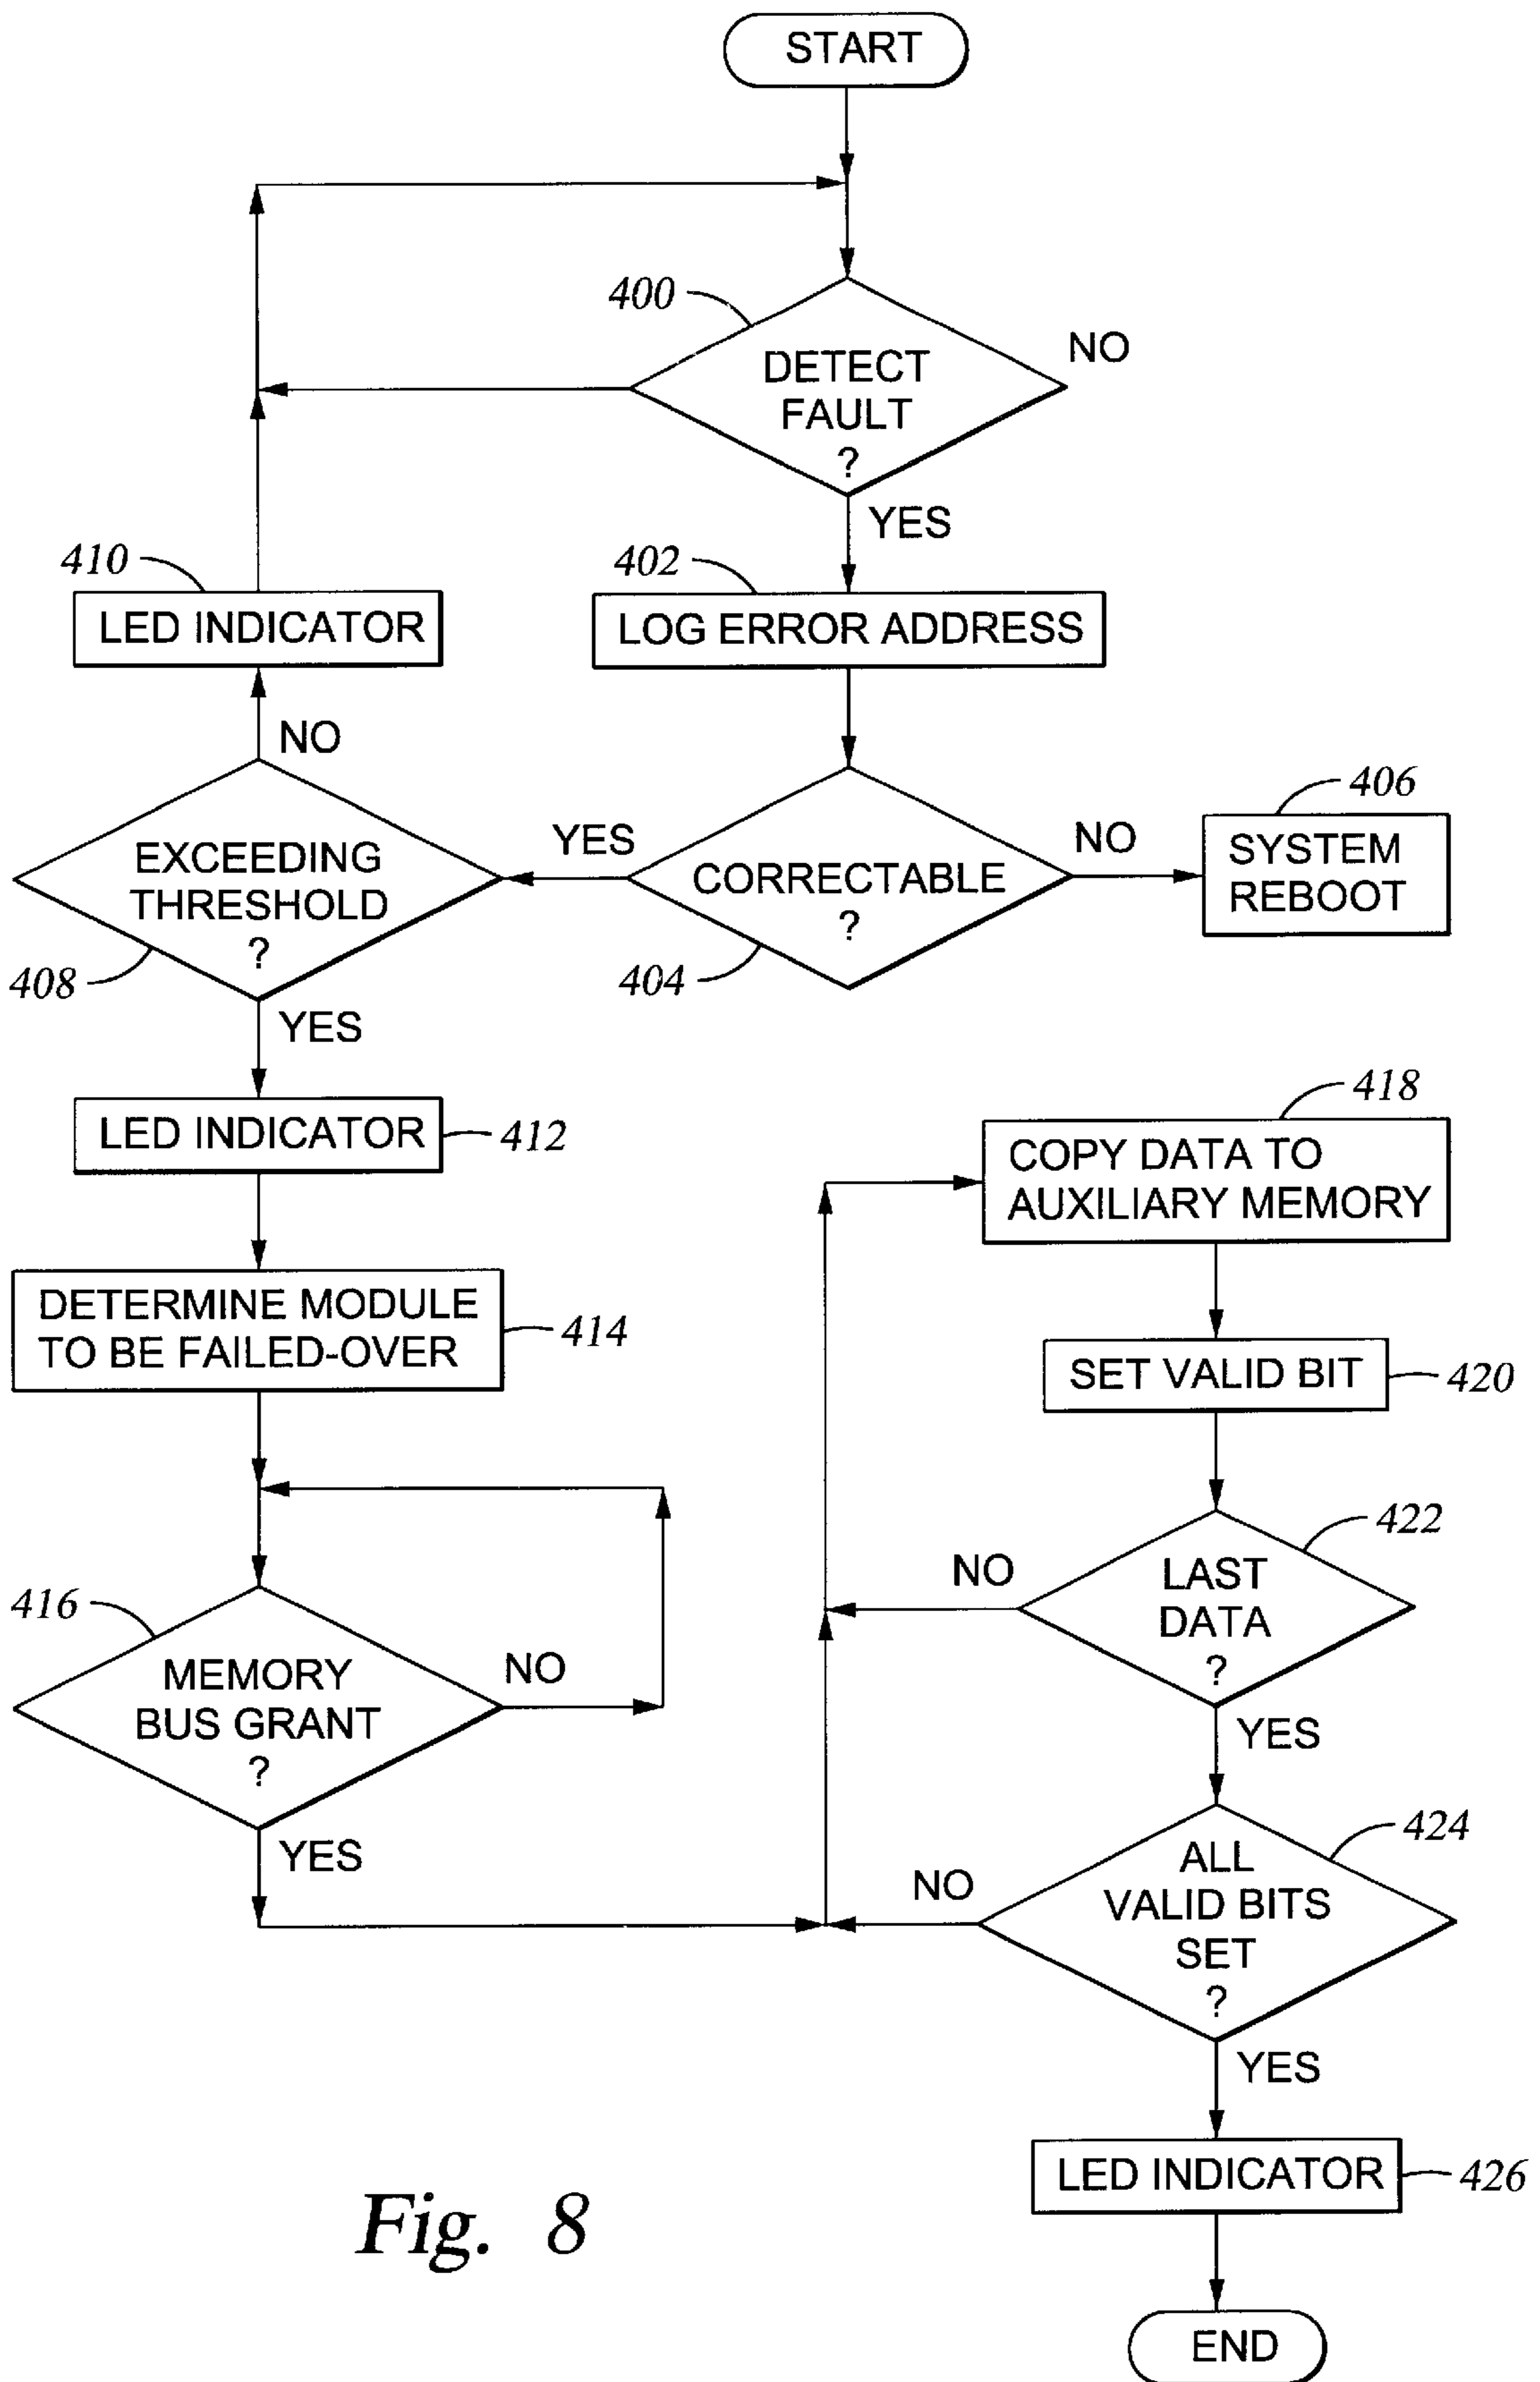 START
400
DETECT
FAULT
?
NO
YES
410
LED INDICATOR
402
LOG ERROR ADDRESS
NO
EXCEEDING
THRESHOLD
?
408
YES
CORRECTABLE
?
404
NO
406
SYSTEM
REBOOT
YES
LED INDICATOR
412
DETERMINE MODULE
TO BE FAILED-OVER
414
416
MEMORY
BUS GRANT
?
NO
YES
418
COPY DATA TO
AUXILIARY MEMORY
SET VALID BIT
420
422
NO
LAST
DATA
?
YES
424
NO
ALL
VALID BITS
SET
?
YES
LED INDICATOR
426
END
Fig. 8